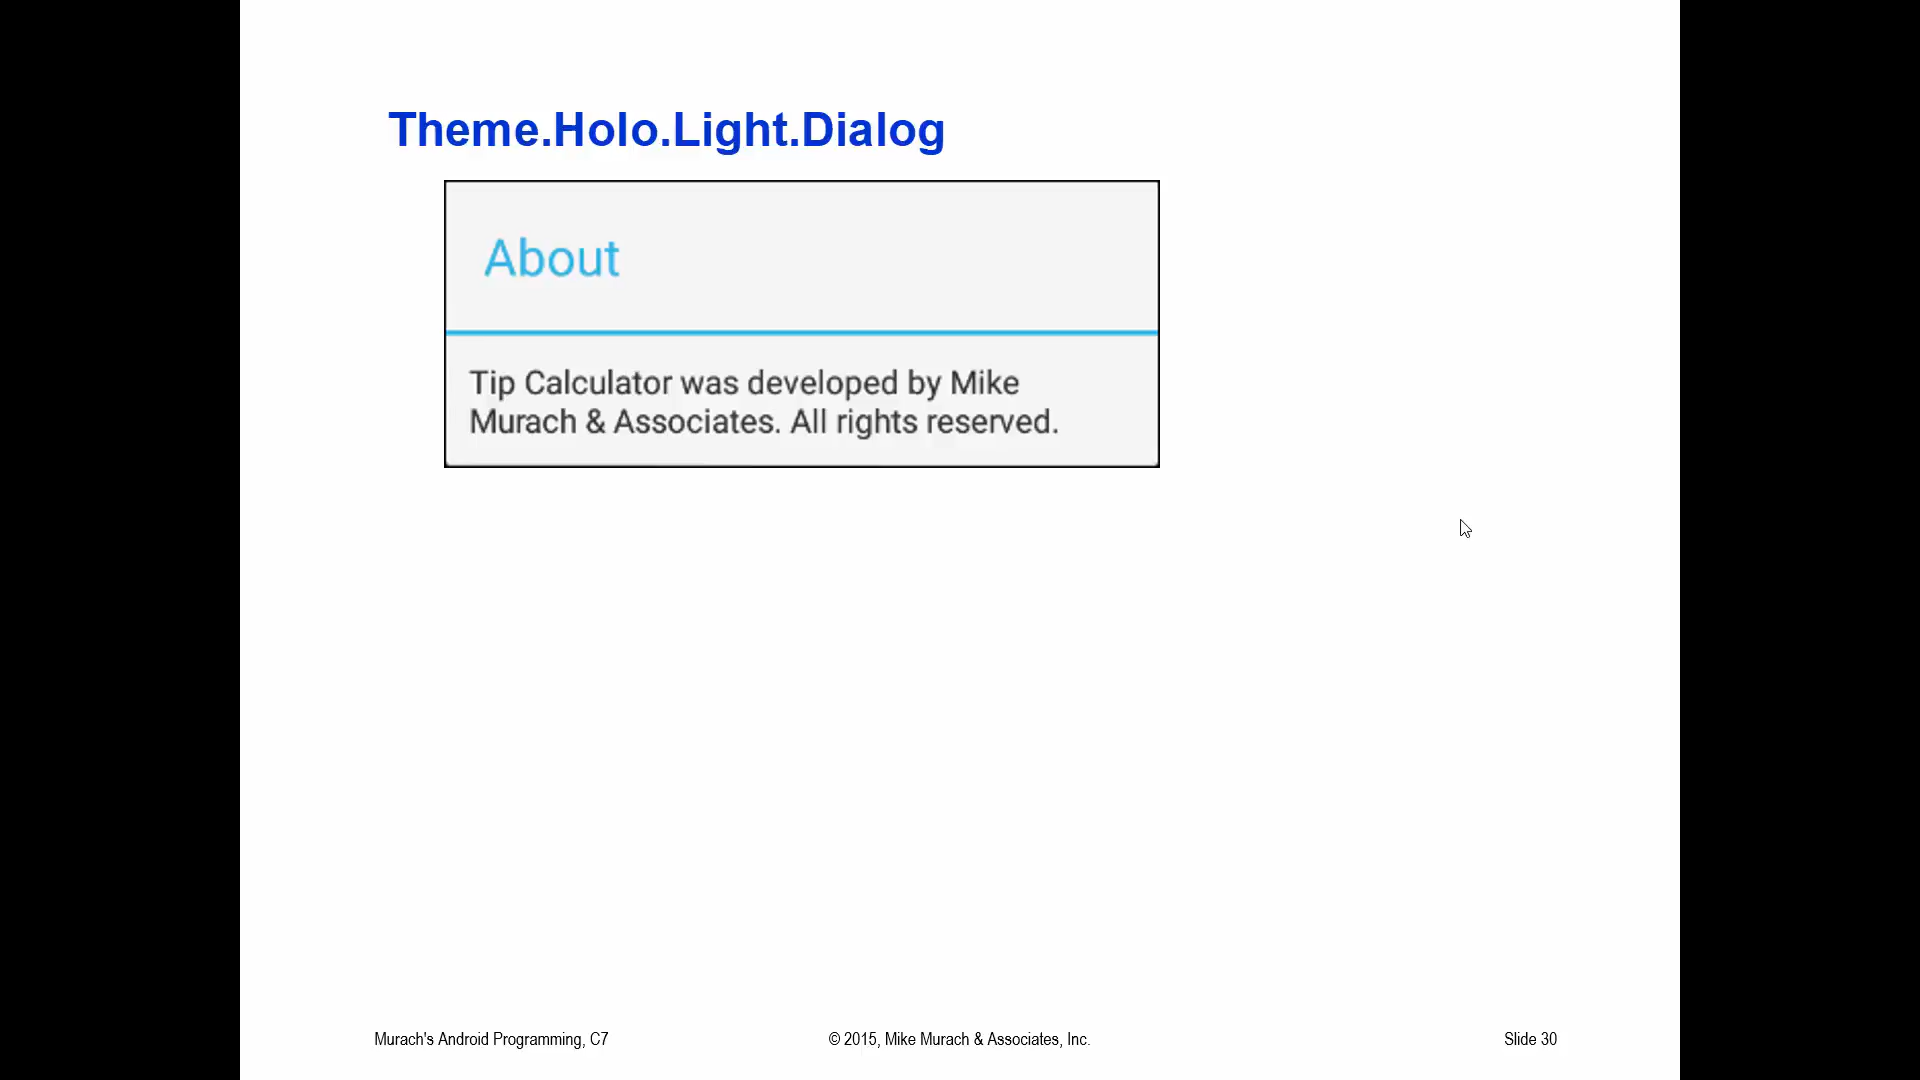 Theme.Holo.Light.Dialog
About
Tip Calculator was developed by Mike
Murach & Associates. All rights reserved.
Murach's Android Programming, C7
© 2015, Mike Murach & Associates, Inc.
Slide 30